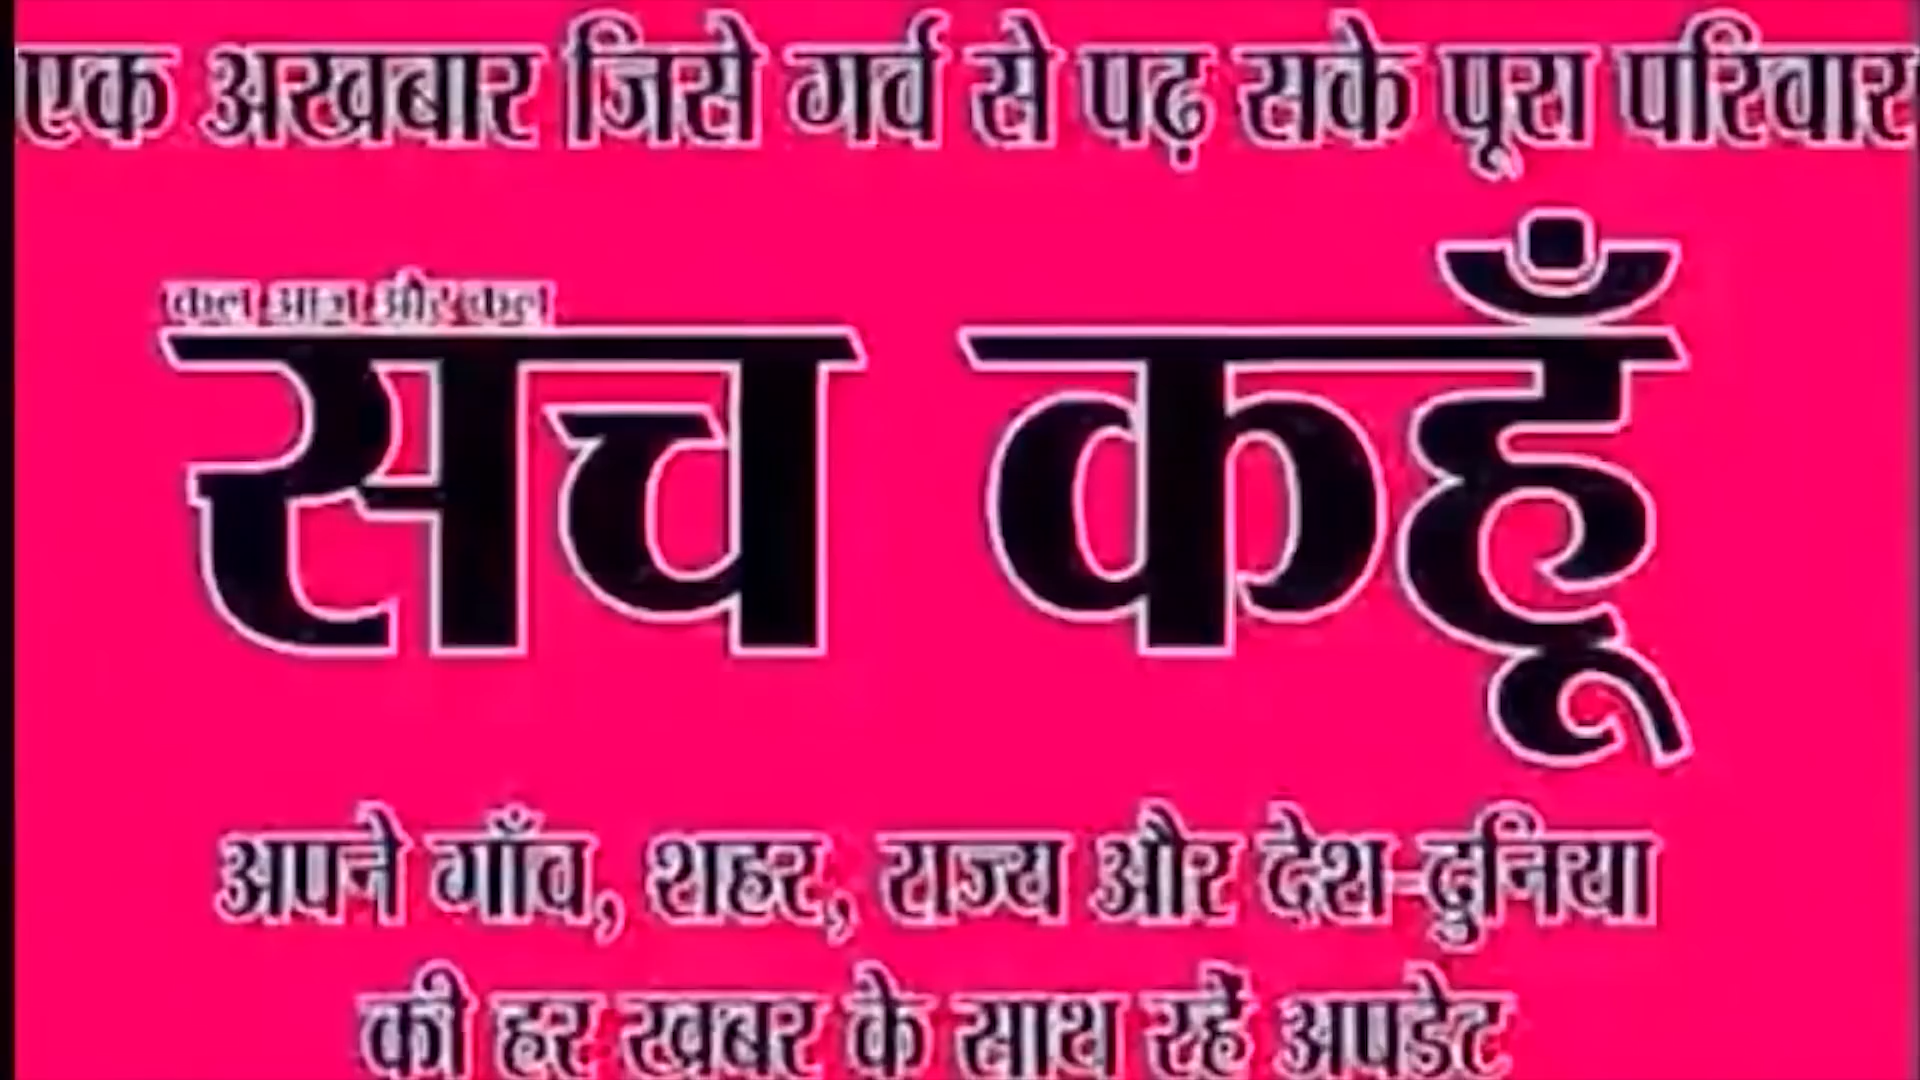 एक अखबार जिसे गर्व से पढ़ सके पूरा परिवार
कल आज और कल
सच कहूँ
अपने गाँव, शहर, राज्य और देश-दुनिया
की हर खबर के साथ रहें अपडेट